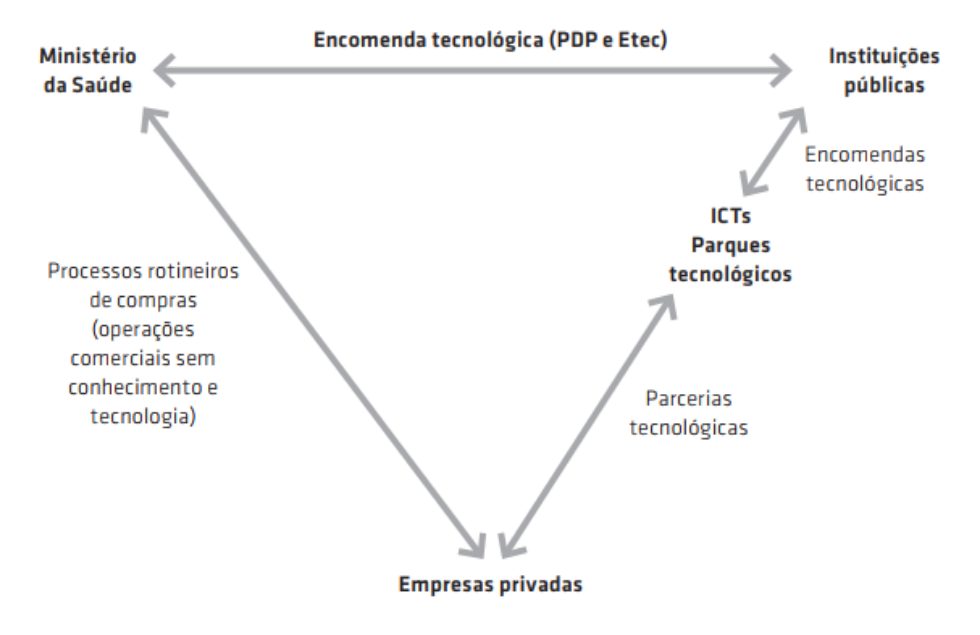 Encomenda tecnológica (PDP e Etec)
Ministério
da Saúde
Instituições
públicas
Encomendas
tecnológicas
ICTs
Parques
tecnológicos
Processos rotineiros
de compras
(operações
comerciais sem
conhecimento e
tecnologia)
Parcerias
tecnológicas
Empresas privadas